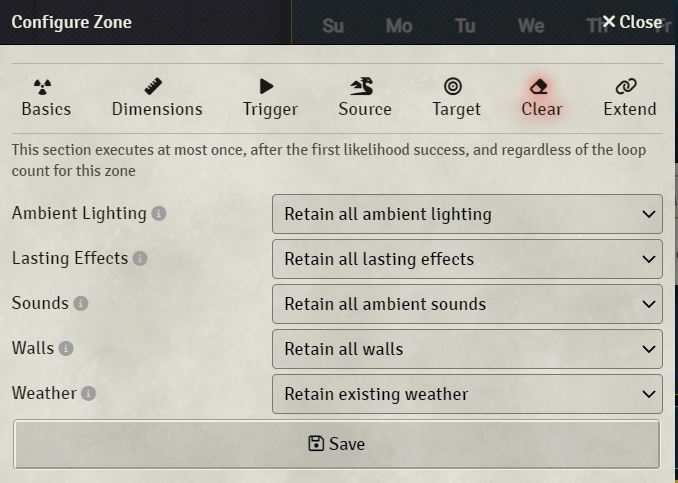 Configure Zone
Su Mo Tu We Th Fr
Close
Basics Dimensions Trigger Source Target Clear Extend
This section executes at most once, after the first likelihood success, and regardless of the loop
count for this zone
Ambient Lighting Retain all ambient lighting
Lasting Effects Retain all lasting effects
Sounds Retain all ambient sounds
Walls Retain all walls
Weather Retain existing weather
Save